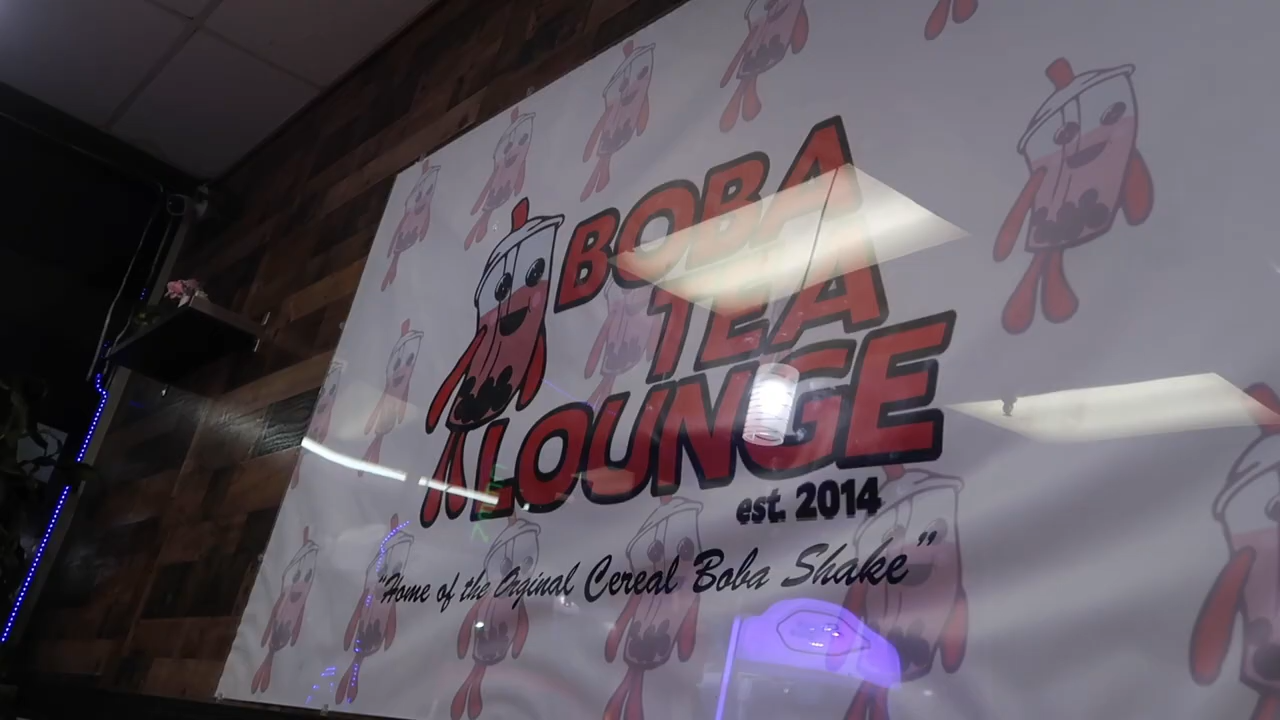 BOBA
TEA
LOUNGE
est. 2014
"Home of the Orginal Cereal Boba Shake"